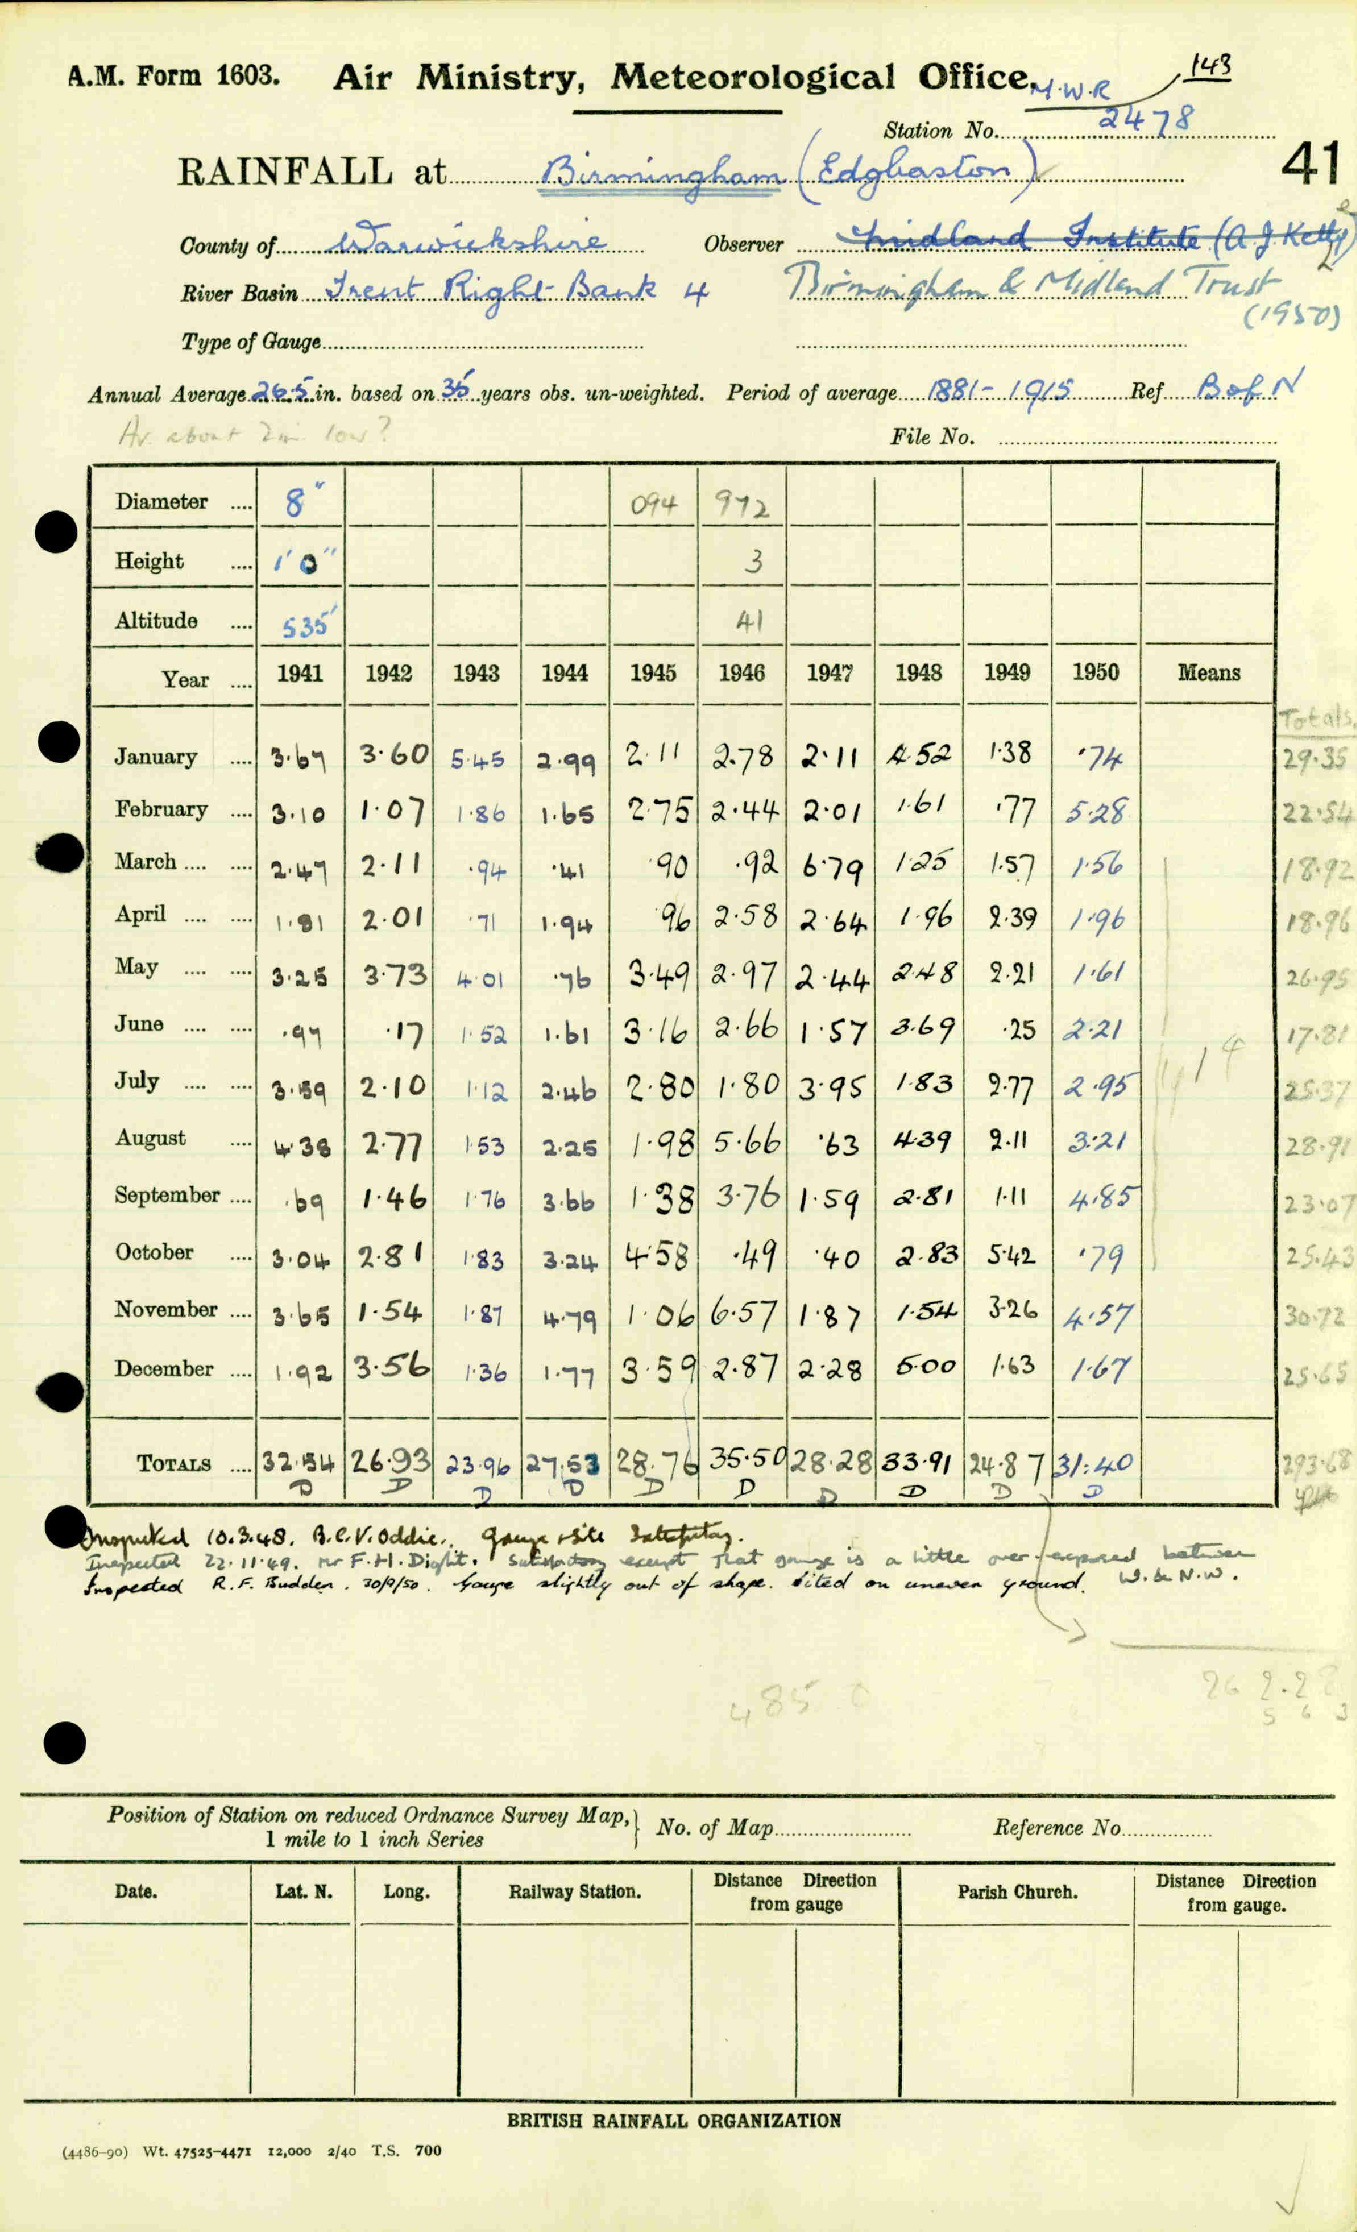 A.M. Form 1603. Air Ministry, Meteorological Office. M.W.R 143
Station No. 2478
RAINFALL at Birmingham (Edgbaston) 41
County of Warwickshire Observer Midland Institute (A J Kelley)
River Basin Trent Right Bank 4 Birmingham & Midland Trust
(1950)
Type of Gauge
Annual Average 26.5 in. based on 35 years obs. un-weighted. Period of average 1881-1915 Ref B of N
Av. about 2in low? File No.
Diameter .... 8" 094 972
Height .... 1'0" 3
Altitude .... 535' 41
Year .... 1941 1942 1943 1944 1945 1946 1947 1948 1949 1950 Means
Totals.
January .... 3.67 3.60 5.45 2.99 2.11 2.78 2.11 4.52 1.38 .74 29.35
February .... 3.10 1.07 1.86 1.65 2.75 2.44 2.01 1.61 .77 5.28 22.54
March .... .... 2.47 2.11 .94 .41 .90 .92 6.79 1.25 1.57 1.56 18.92
April .... .... 1.81 2.01 .71 1.94 .96 2.58 2.64 1.96 2.39 1.96 18.96
May .... .... 3.25 3.73 4.01 .76 3.49 2.97 2.44 2.48 2.21 1.61 26.95
June .... .... .97 .17 1.52 1.61 3.16 2.66 1.57 3.69 .25 2.21 17.81
July .... .... 3.59 2.10 1.12 2.46 2.80 1.80 3.95 1.83 2.77 2.95 25.37
August .... 4.38 2.77 1.53 2.25 1.98 5.66 .63 4.39 2.11 3.21 28.91
September .... .69 1.46 1.76 3.66 1.38 3.76 1.59 2.81 1.11 4.85 23.07
October .... 3.04 2.81 1.83 3.24 4.58 .49 .40 2.83 5.42 .79 25.43
November .... 3.65 1.54 1.87 4.79 1.06 6.57 1.87 1.54 3.26 4.57 30.72
December .... 1.92 3.56 1.36 1.77 3.59 2.87 2.28 5.00 1.63 1.67 25.65
TOTALS .... 32.54 26.93 23.96 27.53 28.76 35.50 28.28 33.91 24.87 31.40 293.68
D D D D D D D D D D
Inspected 10.3.48. B.C.V. Oddie. Gauge & site Satisfactory.
Inspected 22.11.49. Mr F.H. Dight. Satisfactory except that gauge is a little over-exposed between
Inspected R.F. Budden. 30/9/50. Gauge slightly out of shape. Sited on uneven ground. W. & N.W.
485
Position of Station on reduced Ordnance Survey Map, 1 mile to 1 inch Series
No. of Map Reference No.
Date. Lat. N. Long. Railway Station. Distance Direction from gauge Parish Church. Distance Direction from gauge.
BRITISH RAINFALL ORGANIZATION
(4486-90) Wt. 47525-4471 12,000 2/40 T.S. 700